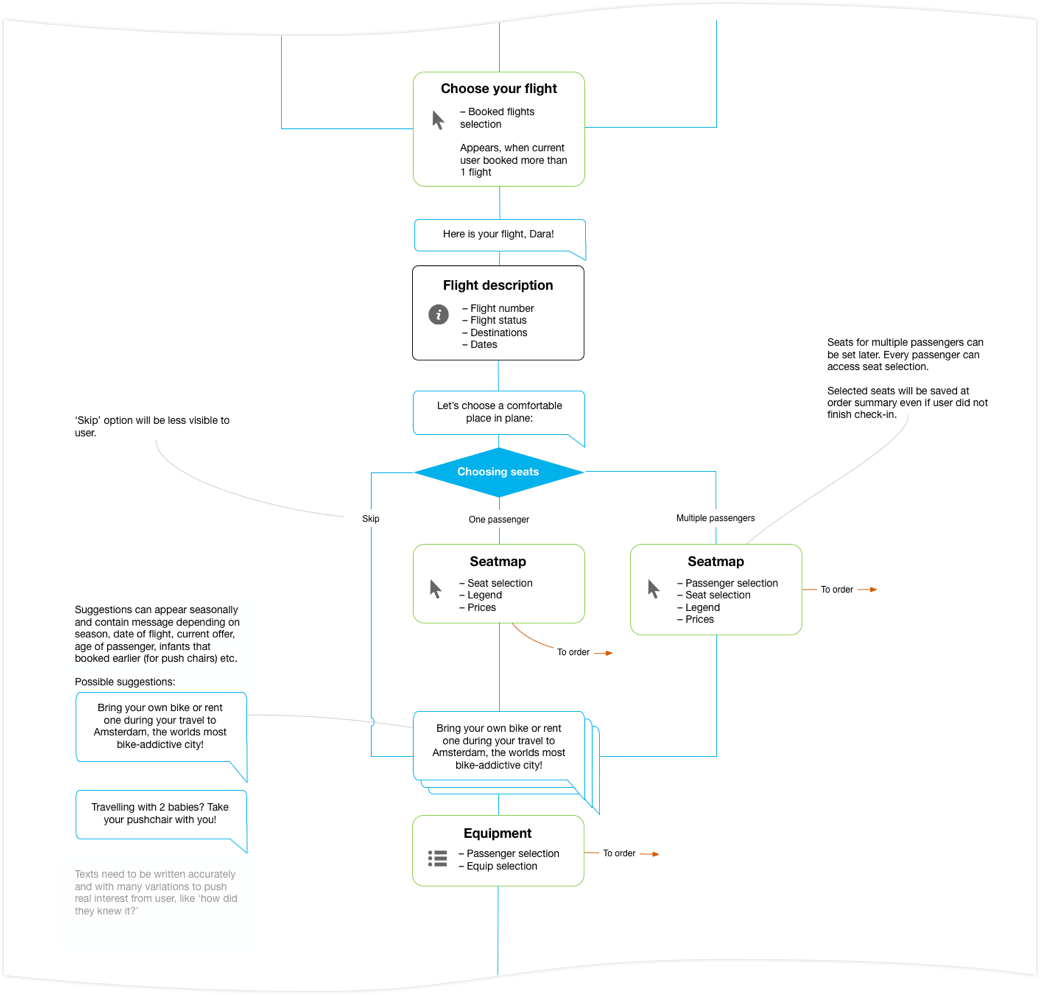 Choose your flight
– Booked flights
selection
Appears, when current
user booked more than
1 flight
Here is your flight, Dara!
Flight description
– Flight number
– Flight status
– Destinations
– Dates
Seats for multiple passengers can
be set later. Every passenger can
access seat selection.
Selected seats will be saved at
order summary even if user did not
finish check-in.
Let's choose a comfortable
place in plane:
‘Skip’ option will be less visible to
user.
Choosing seats
Skip
One passenger
Multiple passengers
Seatmap
– Seat selection
– Legend
– Prices
To order
Seatmap
– Passenger selection
– Seat selection
– Legend
– Prices
To order
Suggestions can appear seasonally
and contain message depending on
season, date of flight, current offer,
age of passenger, infants that
booked earlier (for push chairs) etc.
Possible suggestions:
Bring your own bike or rent
one during your travel to
Amsterdam, the worlds most
bike-addictive city!
Travelling with 2 babies? Take
your pushchair with you!
Texts need to be written accurately
and with many variations to push
real interest from user, like ‘how did
they knew it?’
Bring your own bike or rent
one during your travel to
Amsterdam, the worlds most
bike-addictive city!
Equipment
– Passenger selection
– Equip selection
To order